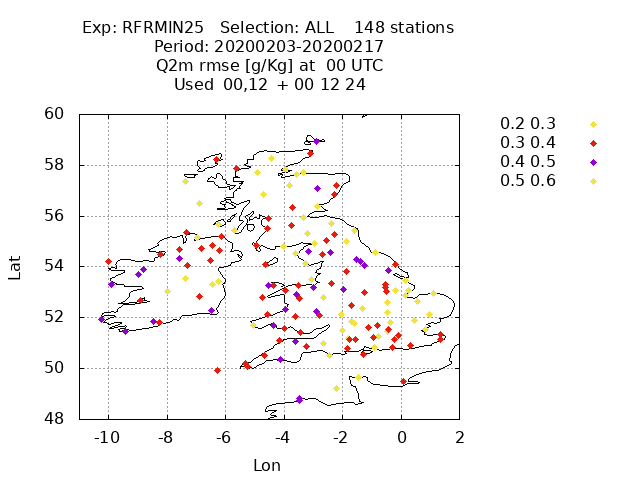 Exp: RFRMIN25 Selection: ALL 148 stations
Period: 20200203-20200217
Q2m rmse [g/Kg] at 00 UTC
Used 00,12 + 00 12 24
60
58
56
54
52
50
48
Lat
-10 -8 -6 -4 -2 0 2
Lon
0.2 0.3
0.3 0.4
0.4 0.5
0.5 0.6